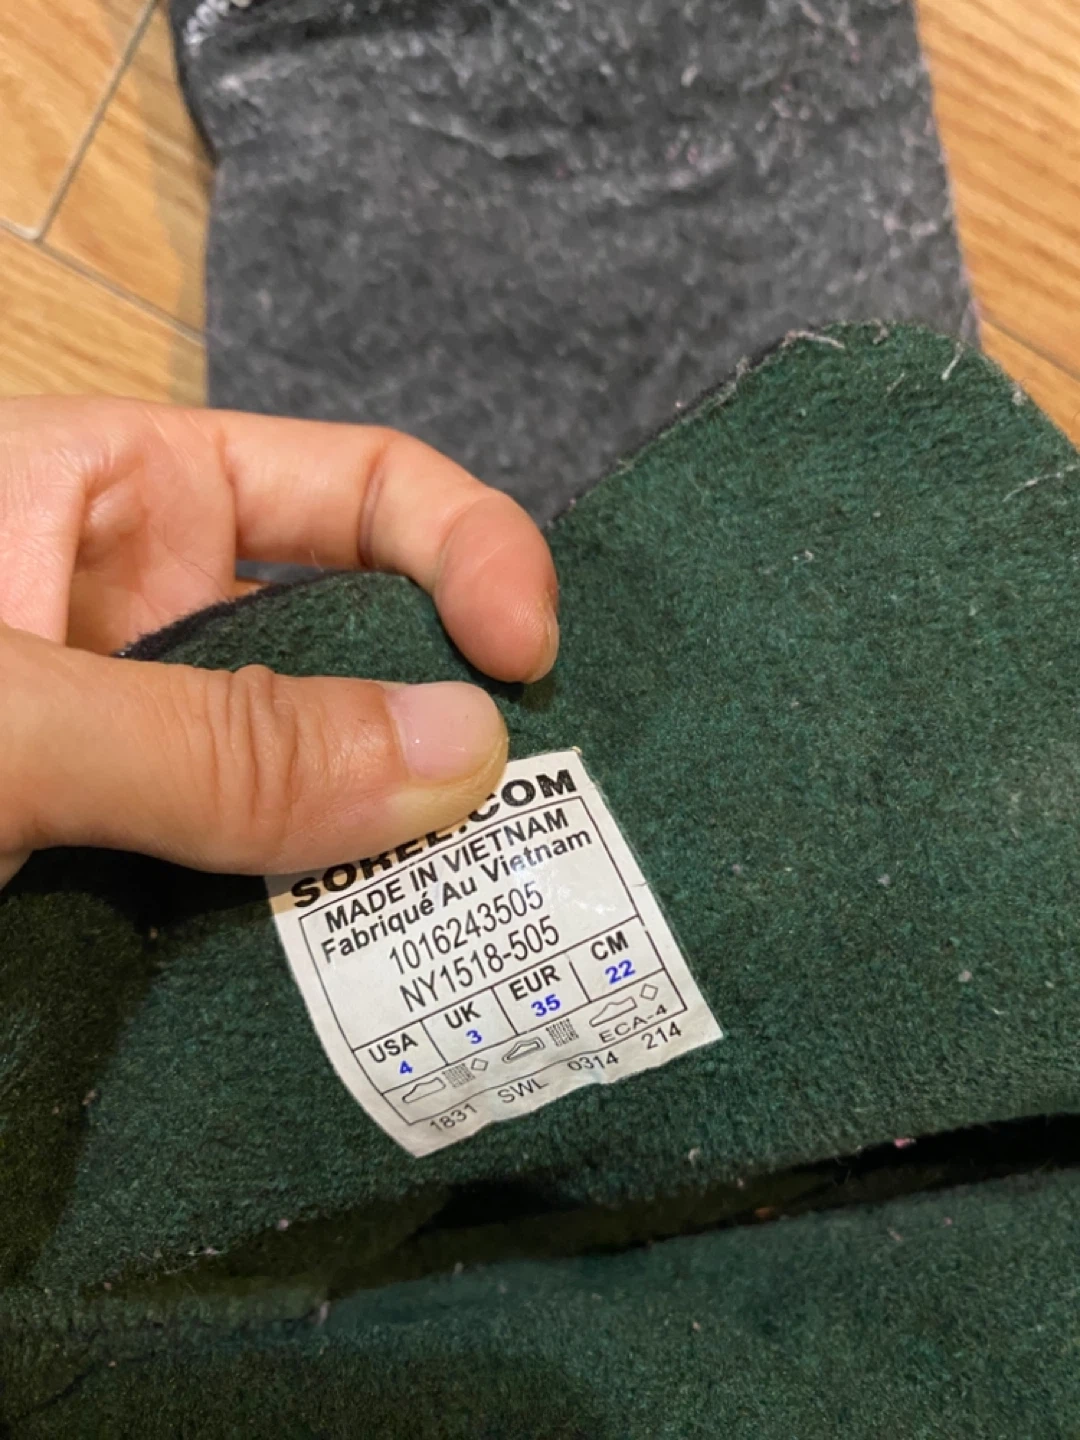 SOREL.COM
MADE IN VIETNAM
Fabriqué Au Vietnam
1016243505
NY1518-505
USA UK EUR CM
4 3 35 22
ECA-4
1831 SWL 0314 214